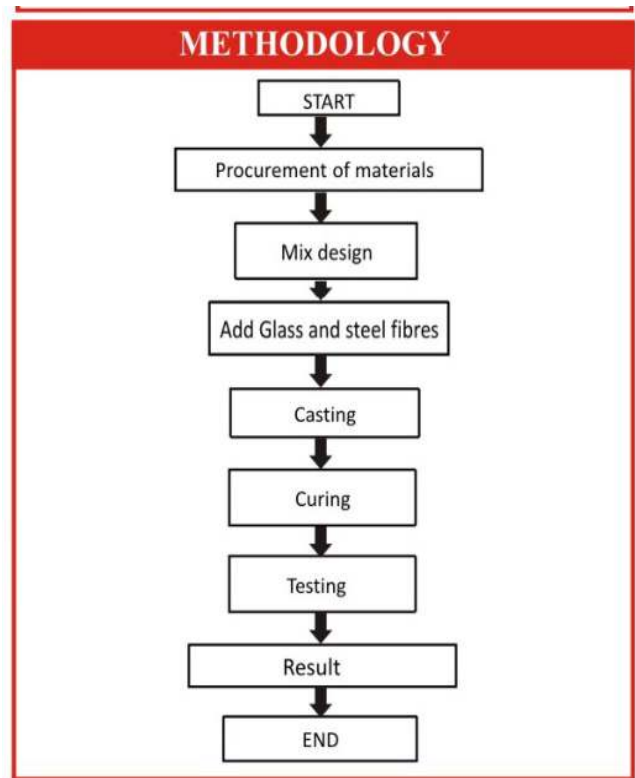 METHODOLOGY
START
Procurement of materials
Mix design
Add Glass and steel fibres
Casting
Curing
Testing
Result
END